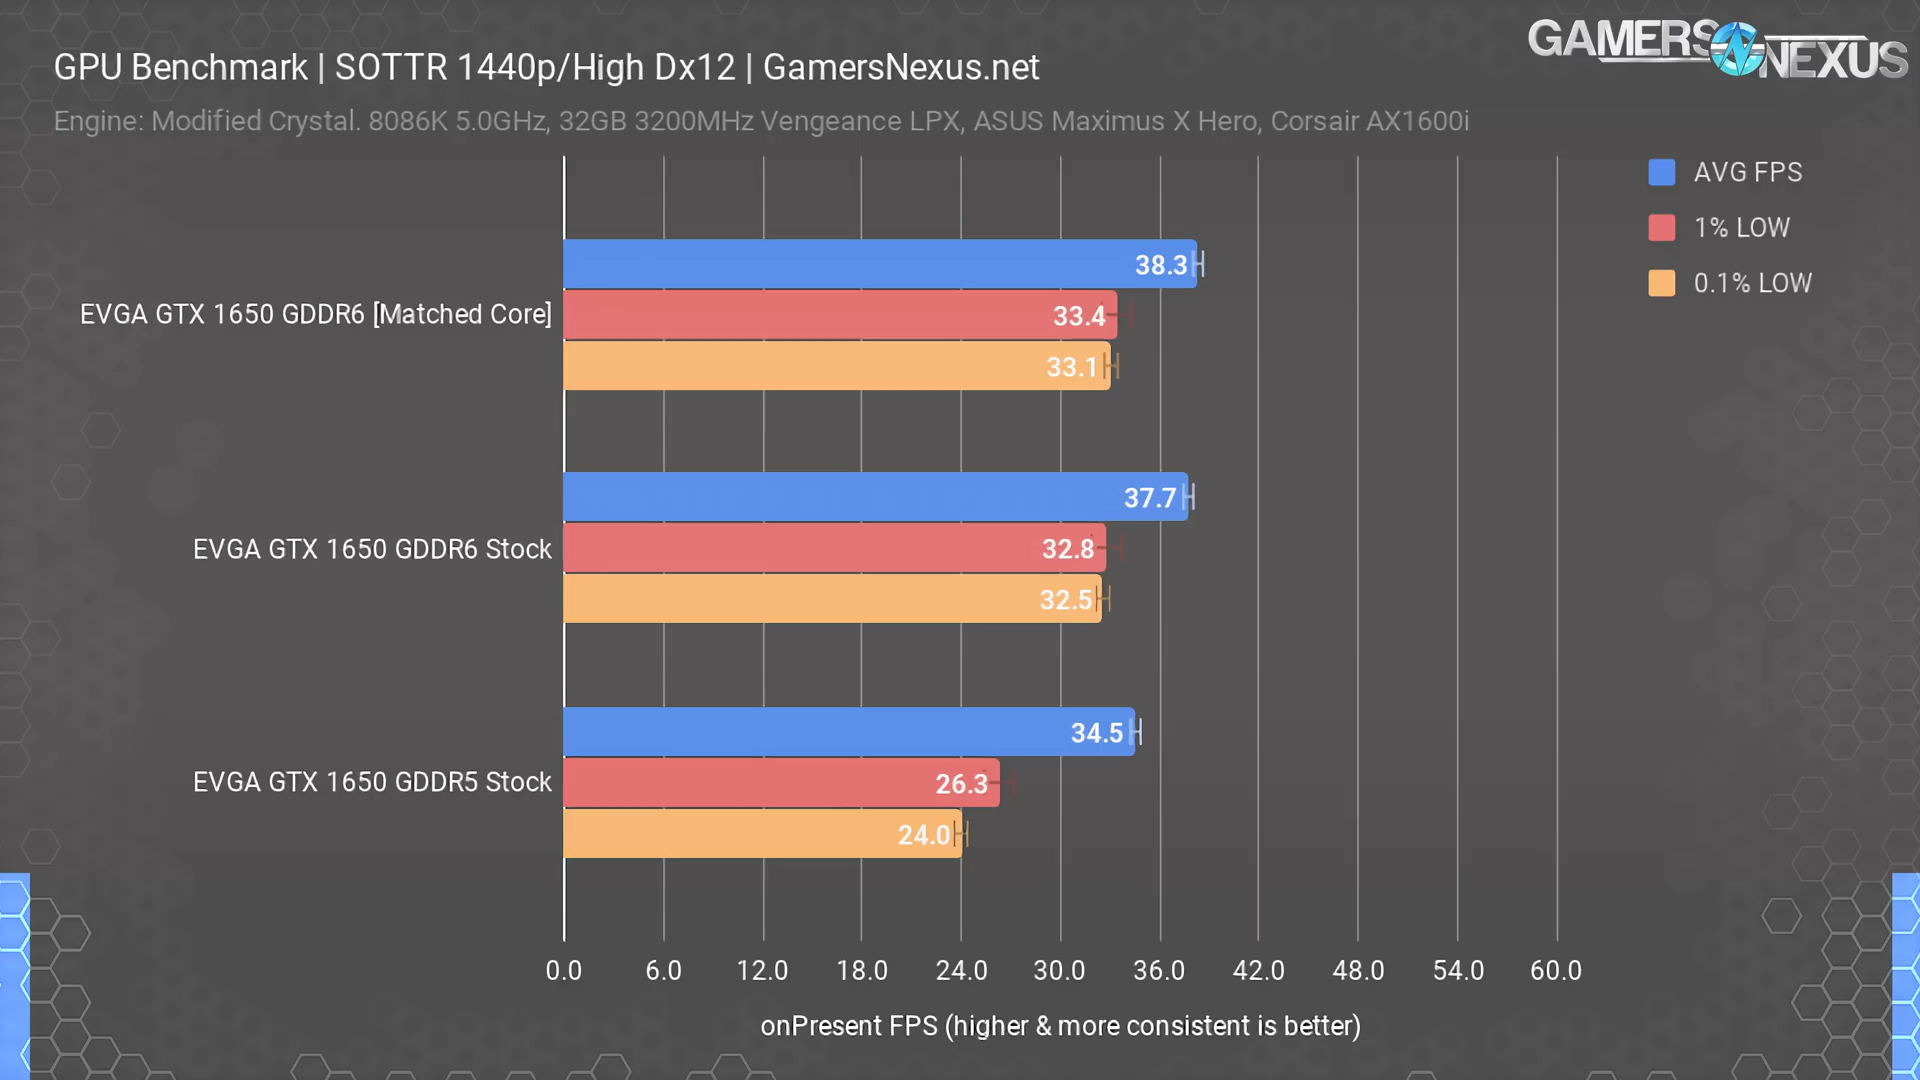 GAMERS NEXUS
GPU Benchmark | SOTTR 1440p/High Dx12 | GamersNexus.net
Engine: Modified Crystal. 8086K 5.0GHz, 32GB 3200MHz Vengeance LPX, ASUS Maximus X Hero, Corsair AX1600i
AVG FPS
1% LOW
0.1% LOW
EVGA GTX 1650 GDDR6 [Matched Core]
38.3
33.4
33.1
EVGA GTX 1650 GDDR6 Stock
37.7
32.8
32.5
EVGA GTX 1650 GDDR5 Stock
34.5
26.3
24.0
0.0 6.0 12.0 18.0 24.0 30.0 36.0 42.0 48.0 54.0 60.0
onPresent FPS (higher & more consistent is better)